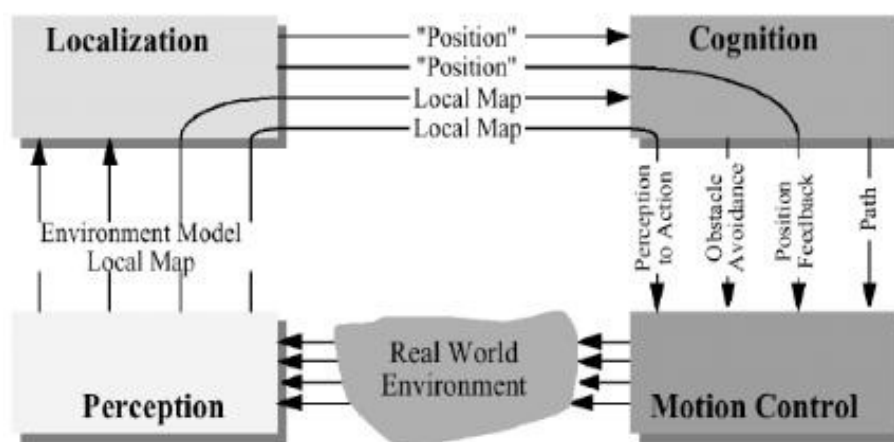 Localization
"Position"
Cognition
"Position"
Local Map
Local Map
Environment Model
Local Map
Perception
to Action
Obstacle
Avoidance
Position
Feedback
Path
Real World
Environment
Perception
Motion Control